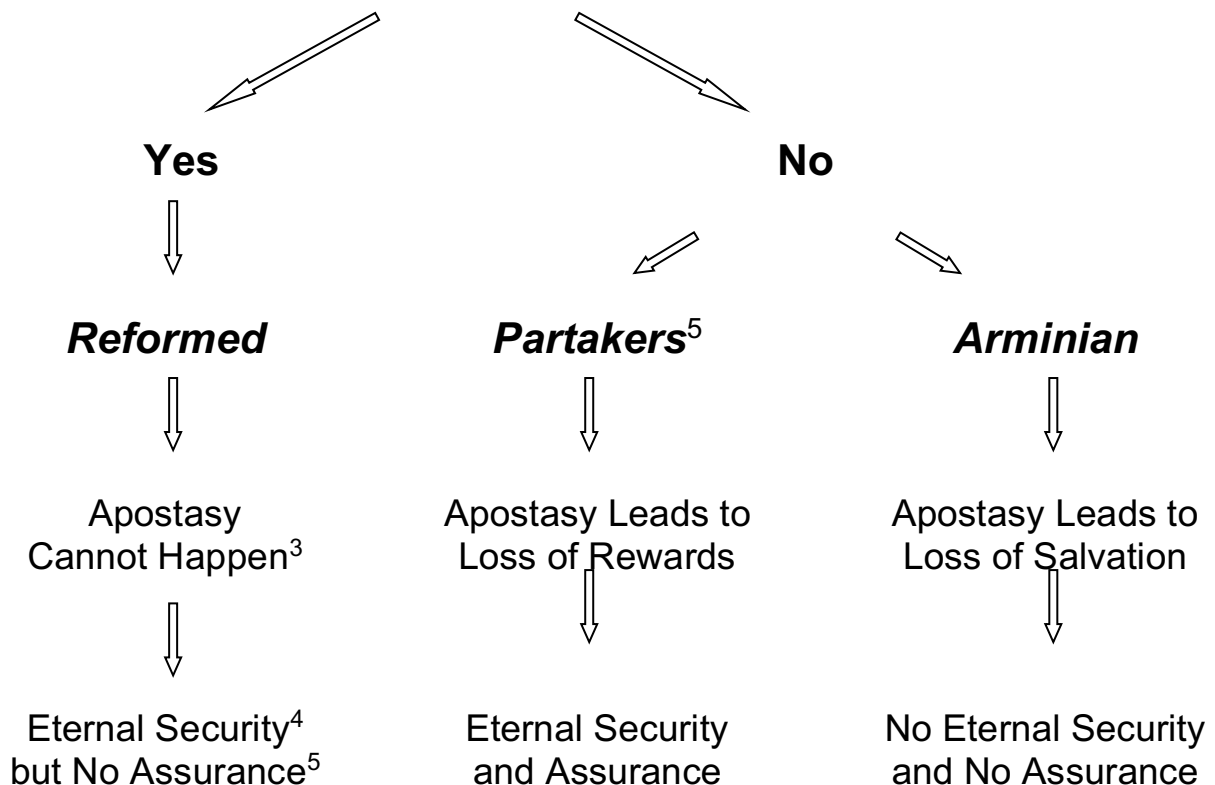 Yes
No
Reformed
Partakers⁵
Arminian
Apostasy
Cannot Happen³
Apostasy Leads to
Loss of Rewards
Apostasy Leads to
Loss of Salvation
Eternal Security⁴
but No Assurance⁵
Eternal Security
and Assurance
No Eternal Security
and No Assurance